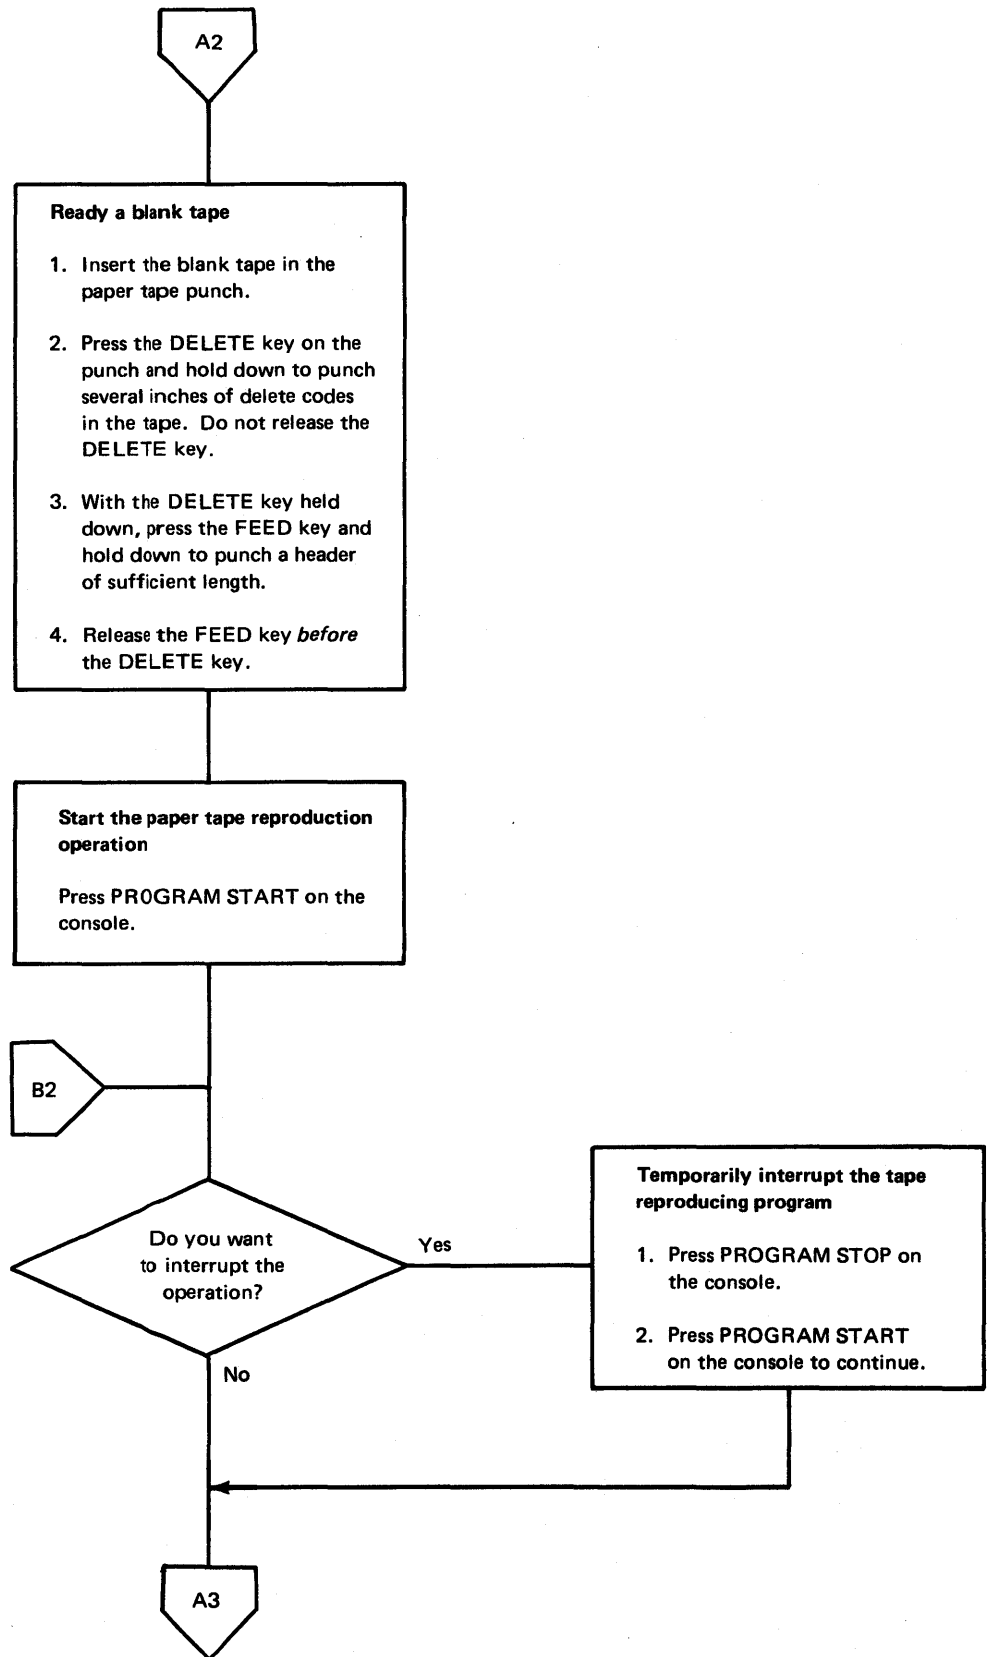 A2
Ready a blank tape
1. Insert the blank tape in the
paper tape punch.
2. Press the DELETE key on the
punch and hold down to punch
several inches of delete codes
in the tape. Do not release the
DELETE key.
3. With the DELETE key held
down, press the FEED key and
hold down to punch a header
of sufficient length.
4. Release the FEED key before
the DELETE key.
Start the paper tape reproduction
operation
Press PROGRAM START on the
console.
B2
Do you want
to interrupt the
operation?
Yes
Temporarily interrupt the tape
reproducing program
1. Press PROGRAM STOP on
the console.
2. Press PROGRAM START
on the console to continue.
No
A3